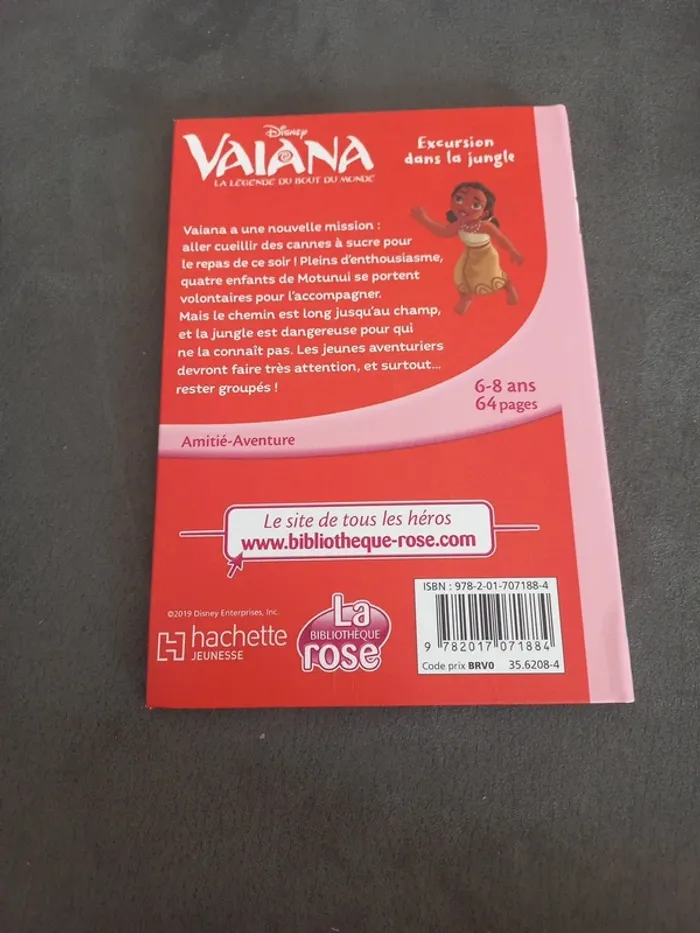 Disney
VAIANA
LA LÉGENDE DU BOUT DU MONDE
Excursion
dans la jungle
Vaiana a une nouvelle mission :
aller cueillir des cannes à sucre pour
le repas de ce soir ! Pleins d'enthousiasme,
quatre enfants de Motunui se portent
volontaires pour l'accompagner.
Mais le chemin est long jusqu'au champ,
et la jungle est dangereuse pour qui
ne la connaît pas. Les jeunes aventuriers
devront faire très attention, et surtout...
rester groupés !
6-8 ans
64 pages
Amitié-Aventure
Le site de tous les héros
www.bibliotheque-rose.com
©2019 Disney Enterprises, Inc.
hachette
JEUNESSE
La
BIBLIOTHÈQUE
rose
ISBN : 978-2-01-707188-4
9 782017 071884
Code prix BRV0 35.6208-4